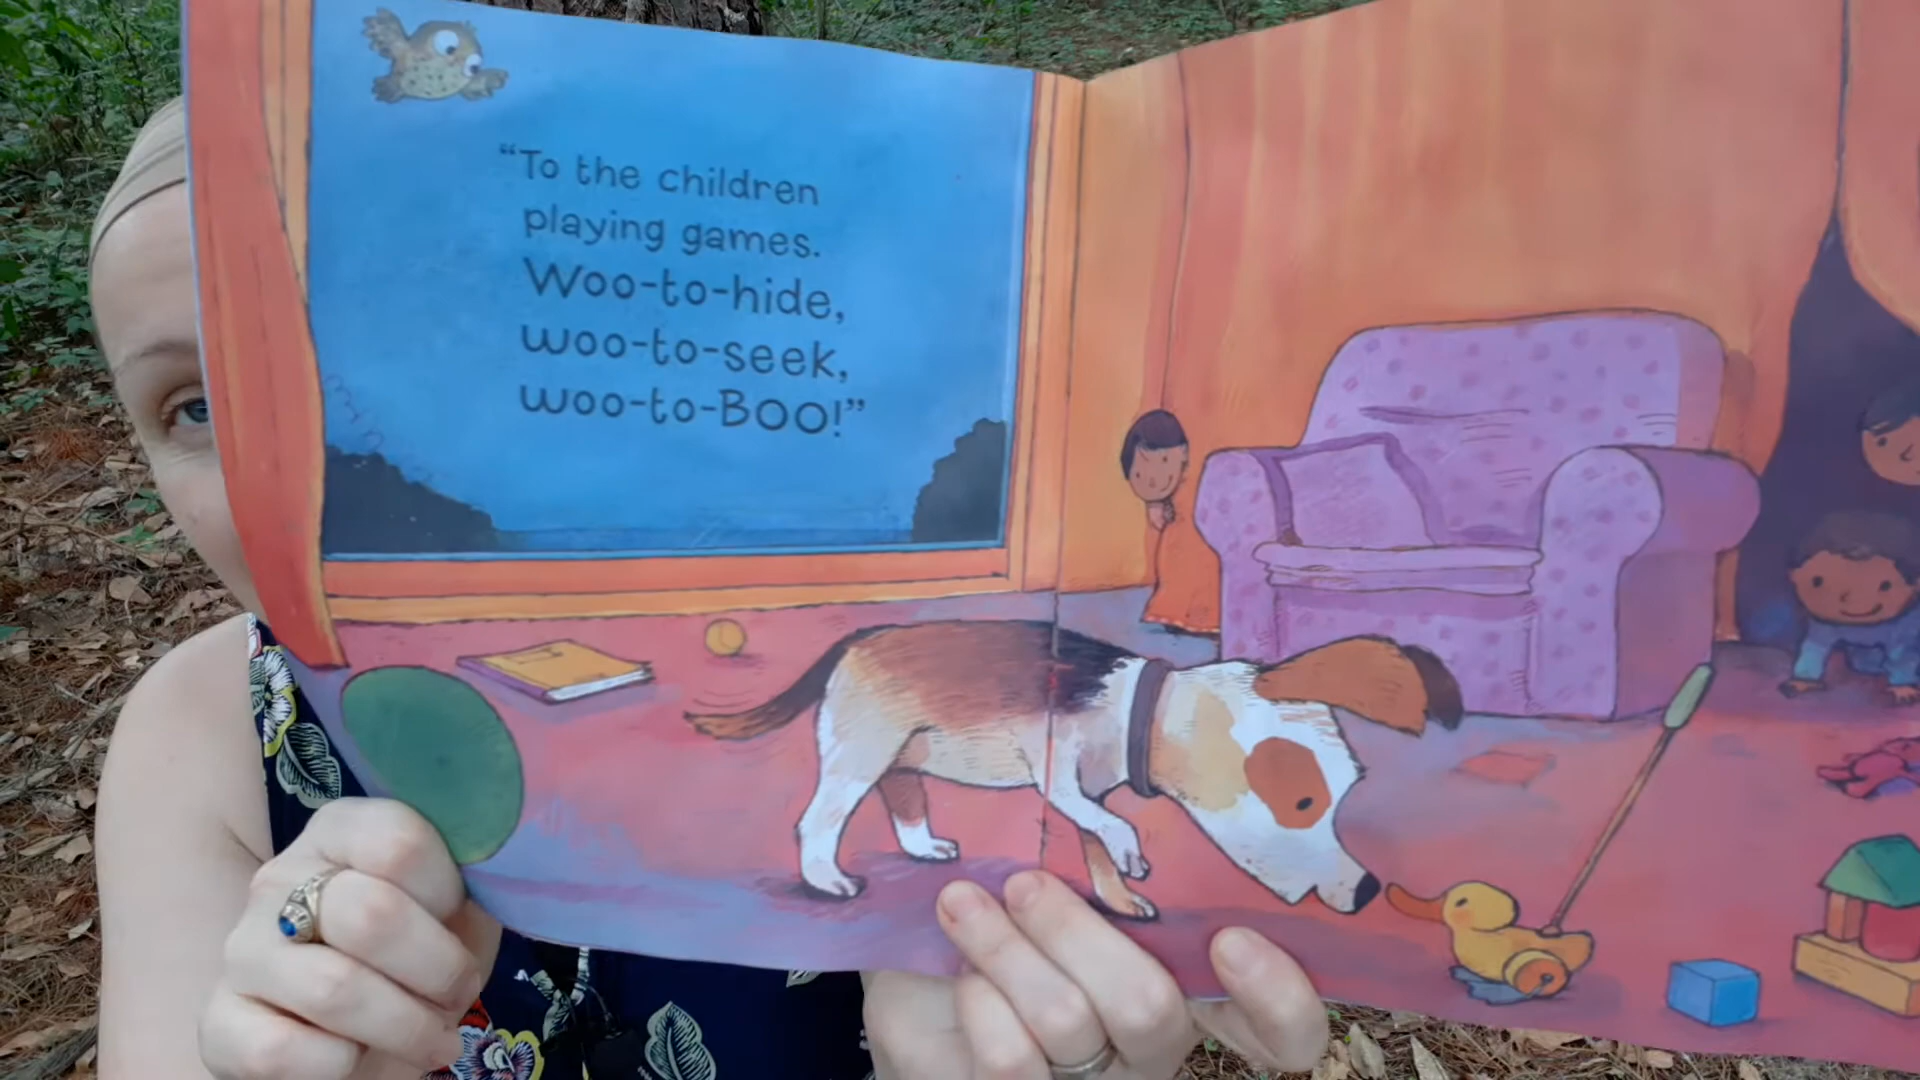 “To the children
playing games.
Woo-to-hide,
woo-to-seek,
woo-to-BOO!”